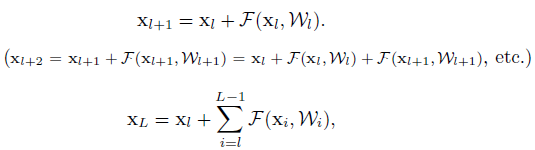 x_{l+1} = x_l + \mathcal{F}(x_l, \mathcal{W}_l).
(x_{l+2} = x_{l+1} + \mathcal{F}(x_{l+1}, \mathcal{W}_{l+1}) = x_l + \mathcal{F}(x_l, \mathcal{W}_l) + \mathcal{F}(x_{l+1}, \mathcal{W}_{l+1}), etc.)
x_L = x_l + \sum_{i=l}^{L-1} \mathcal{F}(x_i, \mathcal{W}_i),